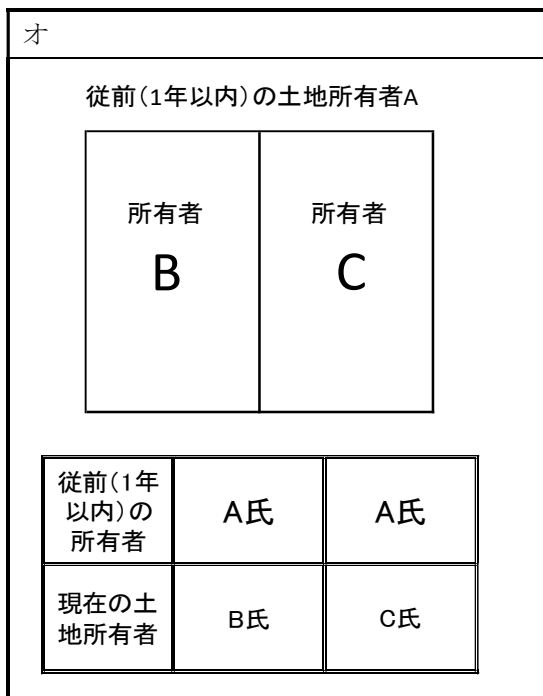 オ
従前(1年以内)の土地所有者A
所有者
B
所有者
C
従前(1年
以内)の
所有者
A氏
A氏
現在の土
地所有者
B氏
C氏